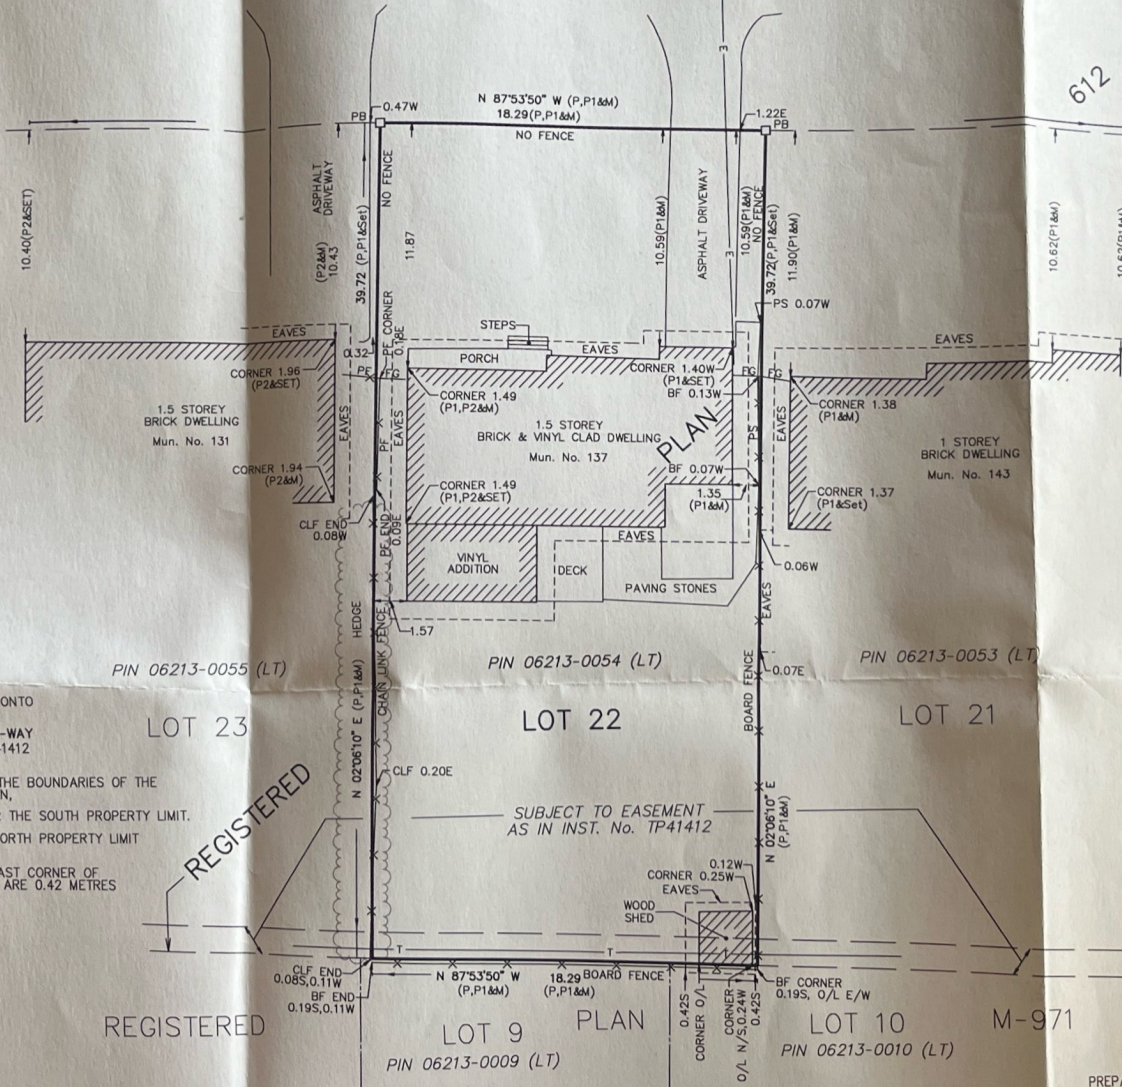 612
N 87°53'50" W (P,P1&M)
18.29(P,P1&M)
NO FENCE
PB
0.47W
1.22E
PB
10.40(P2&SET)
ASPHALT
DRIVEWAY
(P2&M)
10.43
39.72 (P,P1&Set)
NO FENCE
11.87
10.59(P1&M)
ASPHALT DRIVEWAY
3
3
10.59(P1&M)
NO FENCE
39.72(P,P1&Set)
11.90(P1&M)
10.62(P1&M)
PS 0.07W
EAVES
0.32
PF CORNER
0.18E
STEPS
PORCH
EAVES
EAVES
CORNER 1.96
(P2&SET)
PF
FG
CORNER 1.40W
(P1&SET)
BF 0.13W
FG
FG
CORNER 1.49
(P1,P2&M)
CORNER 1.38
(P1&M)
1.5 STOREY
BRICK DWELLING
Mun. No. 131
EAVES
PF
EAVES
1.5 STOREY
BRICK & VINYL CLAD DWELLING
Mun. No. 137
PLAN
PS
EAVES
1 STOREY
BRICK DWELLING
Mun. No. 143
CORNER 1.94
(P2&M)
BF 0.07W
CORNER 1.49
(P1,P2&SET)
1.35
(P1&M)
CORNER 1.37
(P1&Set)
CLF END
0.08W
PF END
0.09E
EAVES
VINYL
ADDITION
DECK
PAVING STONES
0.06W
EAVES
HEDGE
CHAIN LINK FENCE
1.57
PIN 06213-0055 (LT)
PIN 06213-0054 (LT)
PIN 06213-0053 (LT)
0.07E
BOARD FENCE
N 02°06'10" E (P,P1&M)
LOT 23
LOT 22
LOT 21
ONTO
-WAY
1412
THE BOUNDARIES OF THE
N,
THE SOUTH PROPERTY LIMIT.
ORTH PROPERTY LIMIT
AST CORNER OF
ARE 0.42 METRES
REGISTERED
CLF 0.20E
SUBJECT TO EASEMENT
AS IN INST. No. TP41412
N 02°06'10" E
(P,P1&M)
0.12W
CORNER 0.25W
EAVES
WOOD
SHED
T
T
CLF END
0.08S,0.11W
BF END
0.19S,0.11W
N 87°53'50" W
(P,P1&M)
18.29
(P,P1&M)
BOARD FENCE
0.42S
CORNER O/L
CORNER
O/L N/S,0.24W
0.42S
BF CORNER
0.19S, O/L E/W
REGISTERED
LOT 9
PLAN
LOT 10
M-971
PIN 06213-0009 (LT)
PIN 06213-0010 (LT)
PREP